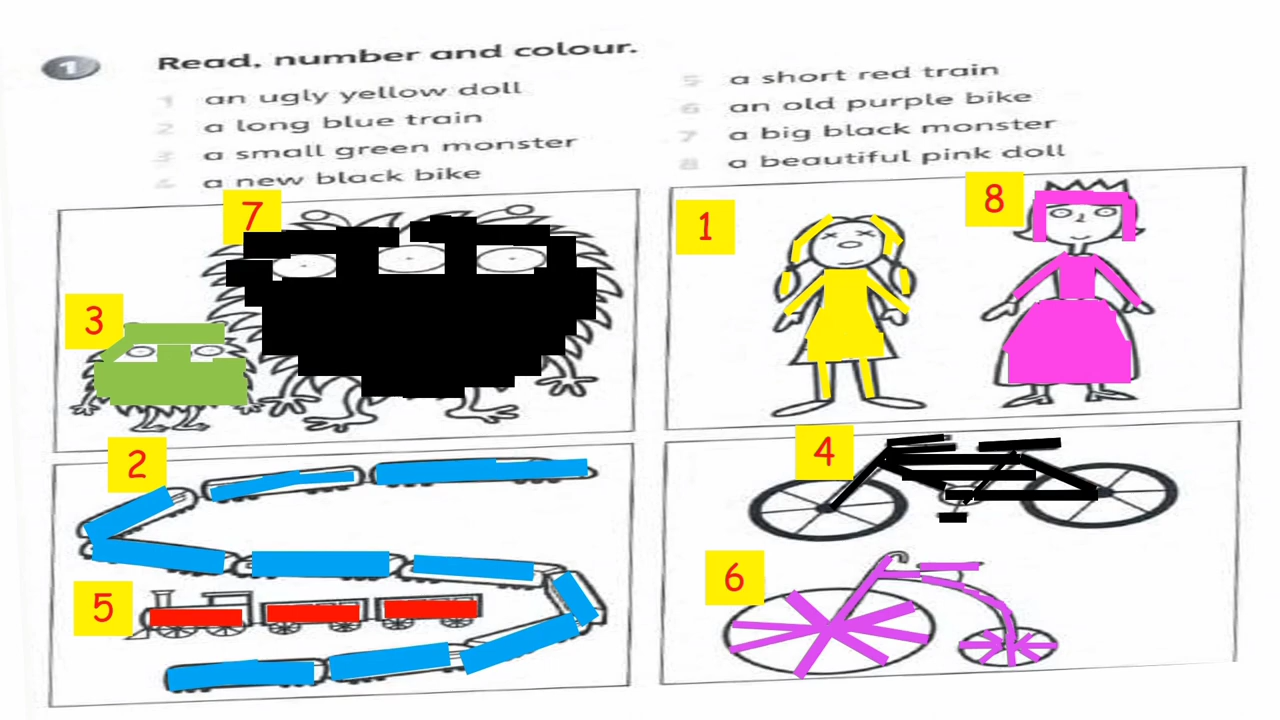 1 Read, number and colour.
1 an ugly yellow doll
2 a long blue train
3 a small green monster
4 a new black bike
5 a short red train
6 an old purple bike
7 a big black monster
8 a beautiful pink doll
7
3
1
8
2
5
4
6